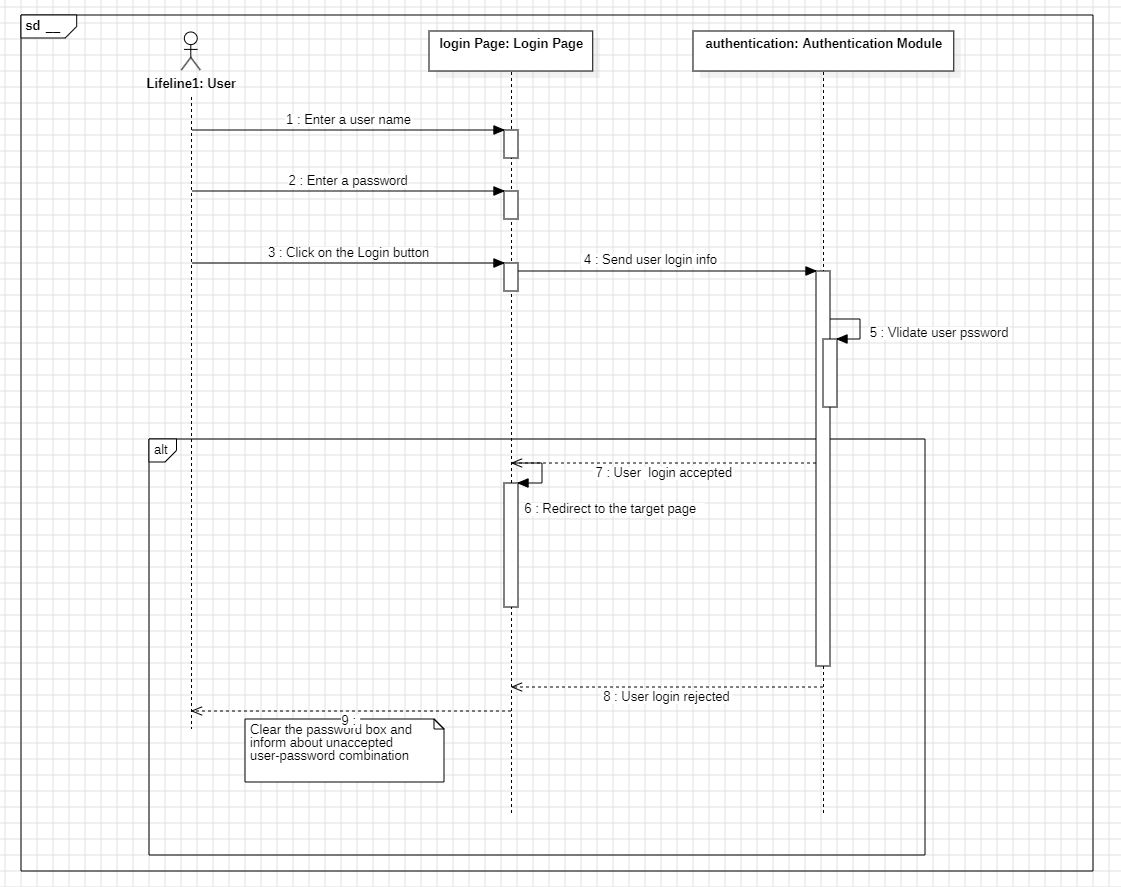 sd __
Lifeline1: User
login Page: Login Page
authentication: Authentication Module
1 : Enter a user name
2 : Enter a password
3 : Click on the Login button
4 : Send user login info
5 : Vlidate user pssword
alt
7 : User  login accepted
6 : Redirect to the target page
8 : User login rejected
9 :
Clear the password box and
inform about unaccepted
user-password combination